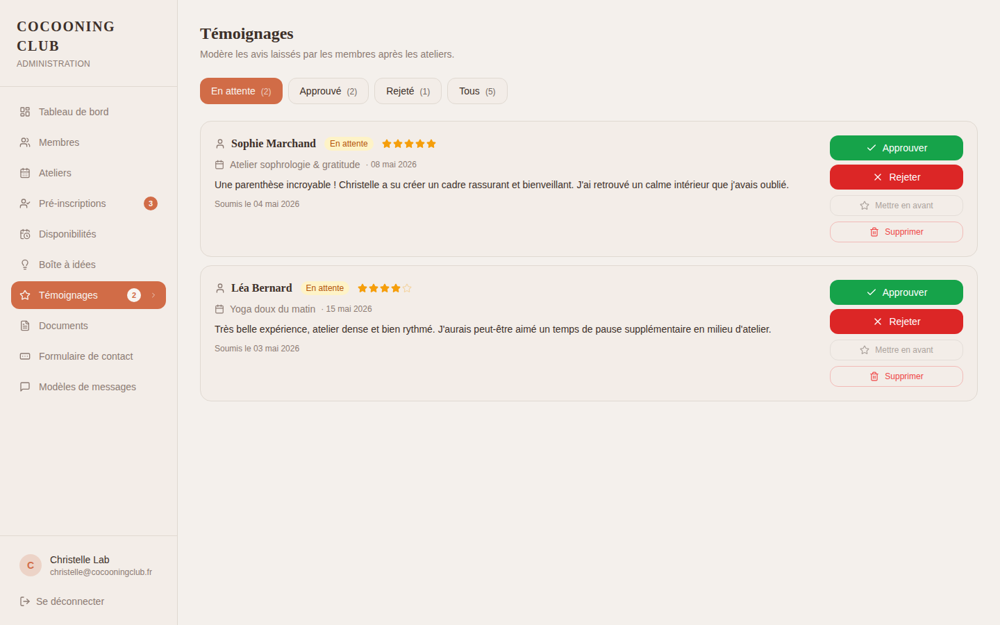 COCOONING
CLUB
ADMINISTRATION
Tableau de bord
Membres
Ateliers
Pré-inscriptions 3
Disponibilités
Boîte à idées
Témoignages 2
Documents
Formulaire de contact
Modèles de messages
C
Christelle Lab
christelle@cocooningclub.fr
Se déconnecter
Témoignages
Modère les avis laissés par les membres après les ateliers.
En attente (2) Approuvé (2) Rejeté (1) Tous (5)
Sophie Marchand En attente
Atelier sophrologie & gratitude · 08 mai 2026
Une parenthèse incroyable ! Christelle a su créer un cadre rassurant et bienveillant. J'ai retrouvé un calme intérieur que j'avais oublié.
Soumis le 04 mai 2026
Approuver
Rejeter
Mettre en avant
Supprimer
Léa Bernard En attente
Yoga doux du matin · 15 mai 2026
Très belle expérience, atelier dense et bien rythmé. J'aurais peut-être aimé un temps de pause supplémentaire en milieu d'atelier.
Soumis le 03 mai 2026
Approuver
Rejeter
Mettre en avant
Supprimer